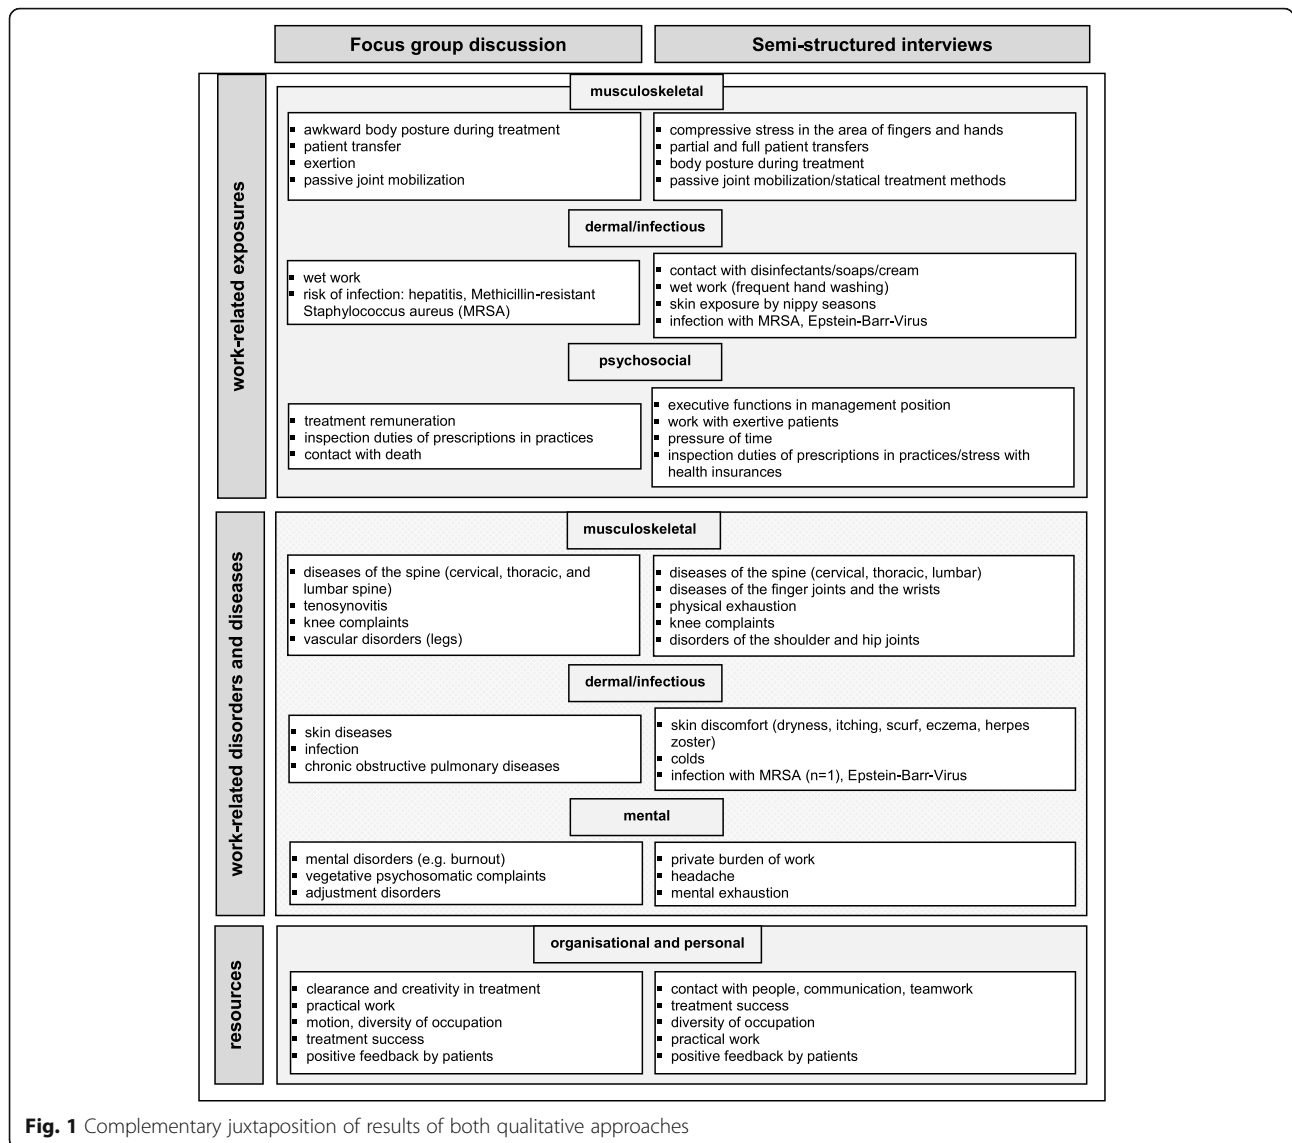 Focus group discussion
Semi-structured interviews
work-related exposures
musculoskeletal
▪ awkward body posture during treatment
▪ patient transfer
▪ exertion
▪ passive joint mobilization
▪ compressive stress in the area of fingers and hands
▪ partial and full patient transfers
▪ body posture during treatment
▪ passive joint mobilization/statical treatment methods
dermal/infectious
▪ wet work
▪ risk of infection: hepatitis, Methicillin-resistant
Staphylococcus aureus (MRSA)
▪ contact with disinfectants/soaps/cream
▪ wet work (frequent hand washing)
▪ skin exposure by nippy seasons
▪ infection with MRSA, Epstein-Barr-Virus
psychosocial
▪ treatment remuneration
▪ inspection duties of prescriptions in practices
▪ contact with death
▪ executive functions in management position
▪ work with exertive patients
▪ pressure of time
▪ inspection duties of prescriptions in practices/stress with
health insurances
work-related disorders and diseases
musculoskeletal
▪ diseases of the spine (cervical, thoracic, and
lumbar spine)
▪ tenosynovitis
▪ knee complaints
▪ vascular disorders (legs)
▪ diseases of the spine (cervical, thoracic, lumbar)
▪ diseases of the finger joints and the wrists
▪ physical exhaustion
▪ knee complaints
▪ disorders of the shoulder and hip joints
dermal/infectious
▪ skin diseases
▪ infection
▪ chronic obstructive pulmonary diseases
▪ skin discomfort (dryness, itching, scurf, eczema, herpes
zoster)
▪ colds
▪ infection with MRSA (n=1), Epstein-Barr-Virus
mental
▪ mental disorders (e.g. burnout)
▪ vegetative psychosomatic complaints
▪ adjustment disorders
▪ private burden of work
▪ headache
▪ mental exhaustion
resources
organisational and personal
▪ clearance and creativity in treatment
▪ practical work
▪ motion, diversity of occupation
▪ treatment success
▪ positive feedback by patients
▪ contact with people, communication, teamwork
▪ treatment success
▪ diversity of occupation
▪ practical work
▪ positive feedback by patients
Fig. 1 Complementary juxtaposition of results of both qualitative approaches